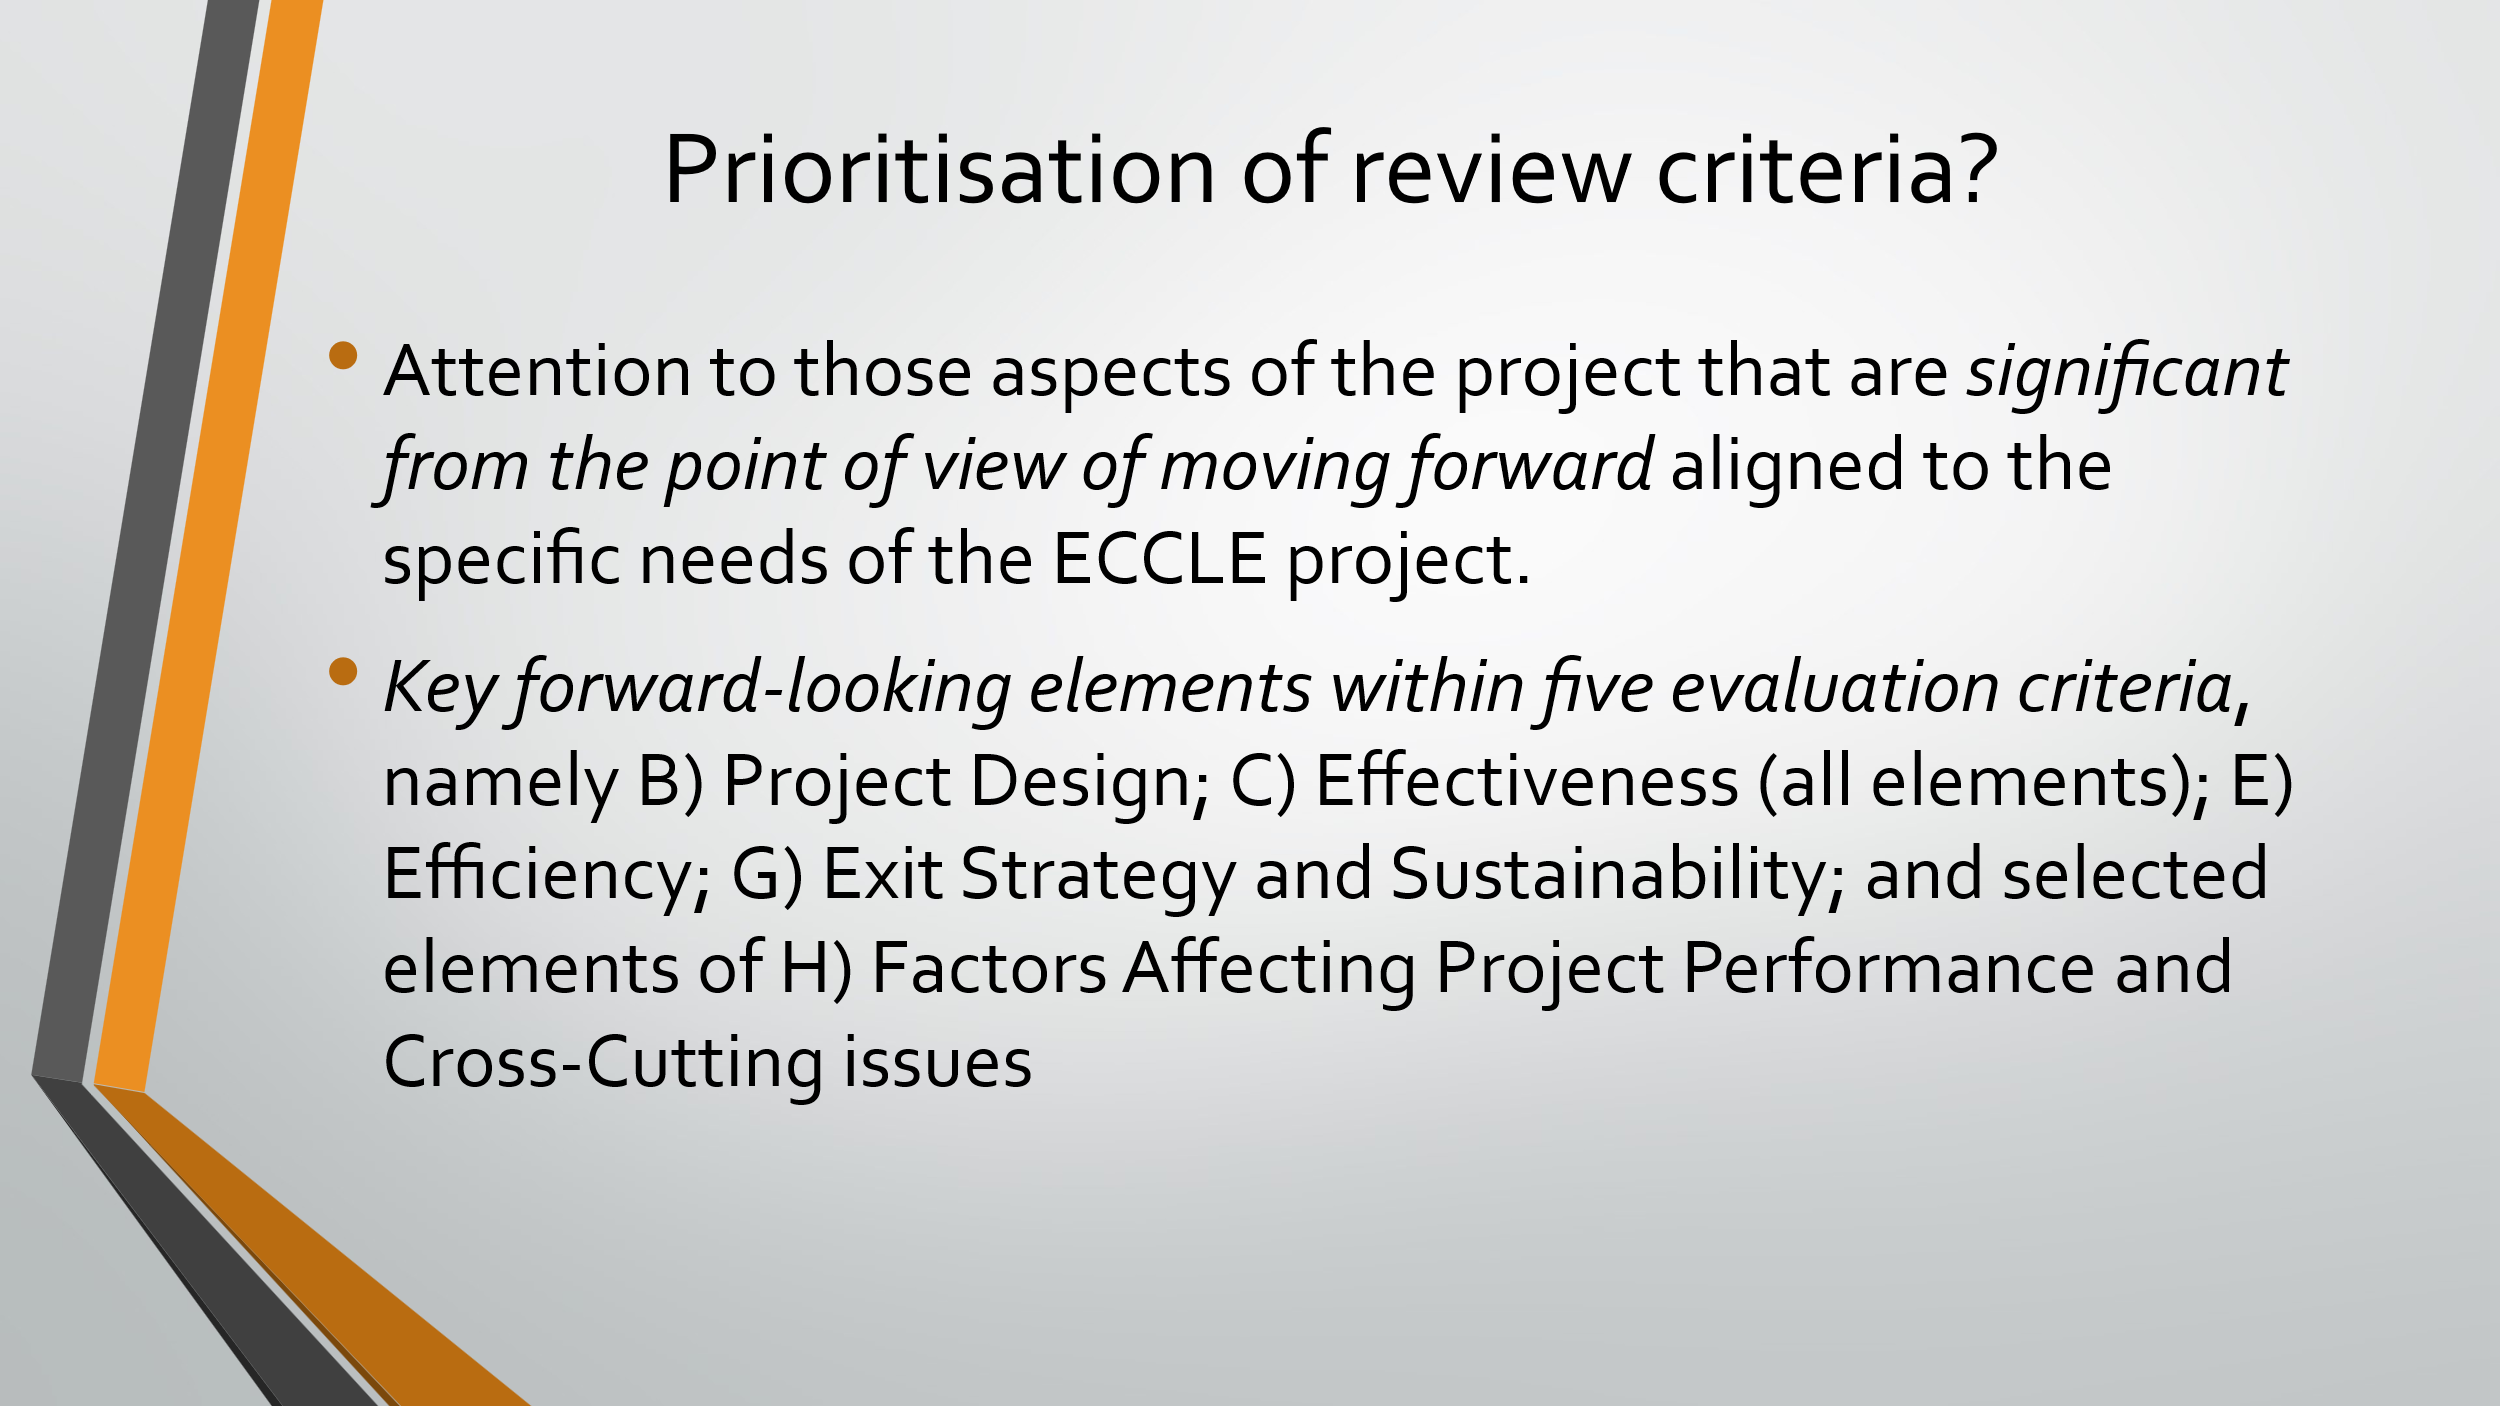 Prioritisation of review criteria?
• Attention to those aspects of the project that are significant
from the point of view of moving forward aligned to the
specific needs of the ECCLE project.
• Key forward-looking elements within five evaluation criteria,
namely B) Project Design; C) Effectiveness (all elements); E)
Efficiency; G) Exit Strategy and Sustainability; and selected
elements of H) Factors Affecting Project Performance and
Cross-Cutting issues